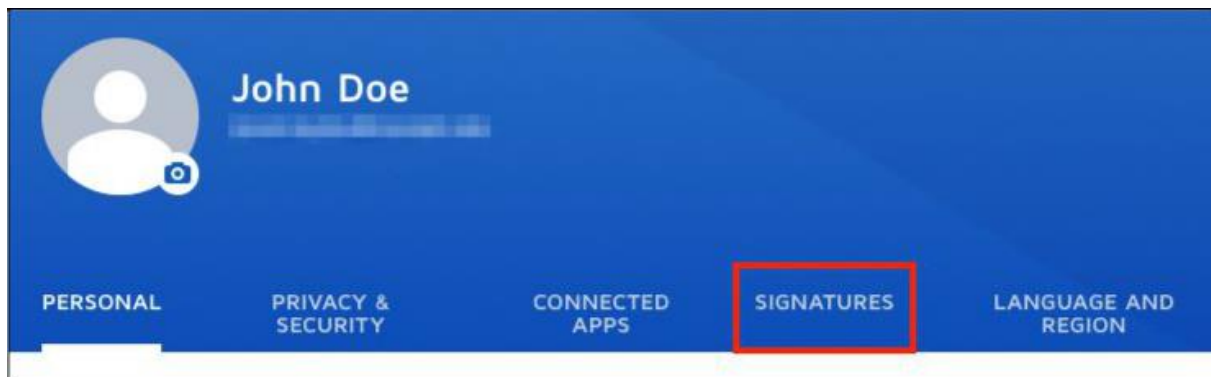 John Doe
PERSONAL
PRIVACY &
SECURITY
CONNECTED
APPS
SIGNATURES
LANGUAGE AND
REGION